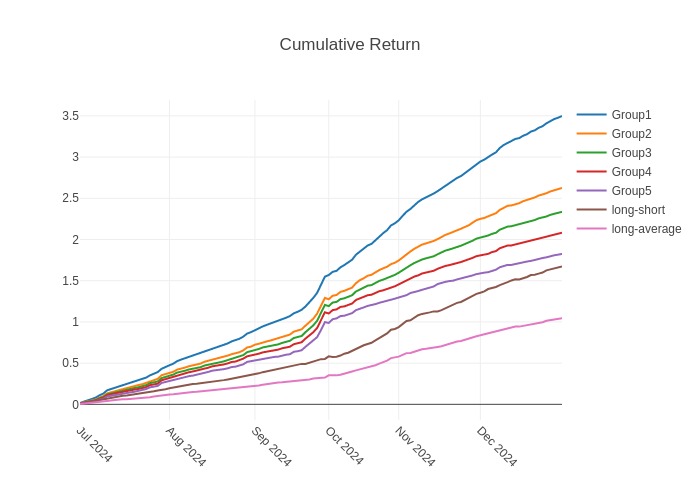 Cumulative Return
3.5
3
2.5
2
1.5
1
0.5
0
Jul 2024
Aug 2024
Sep 2024
Oct 2024
Nov 2024
Dec 2024
Group1
Group2
Group3
Group4
Group5
long-short
long-average